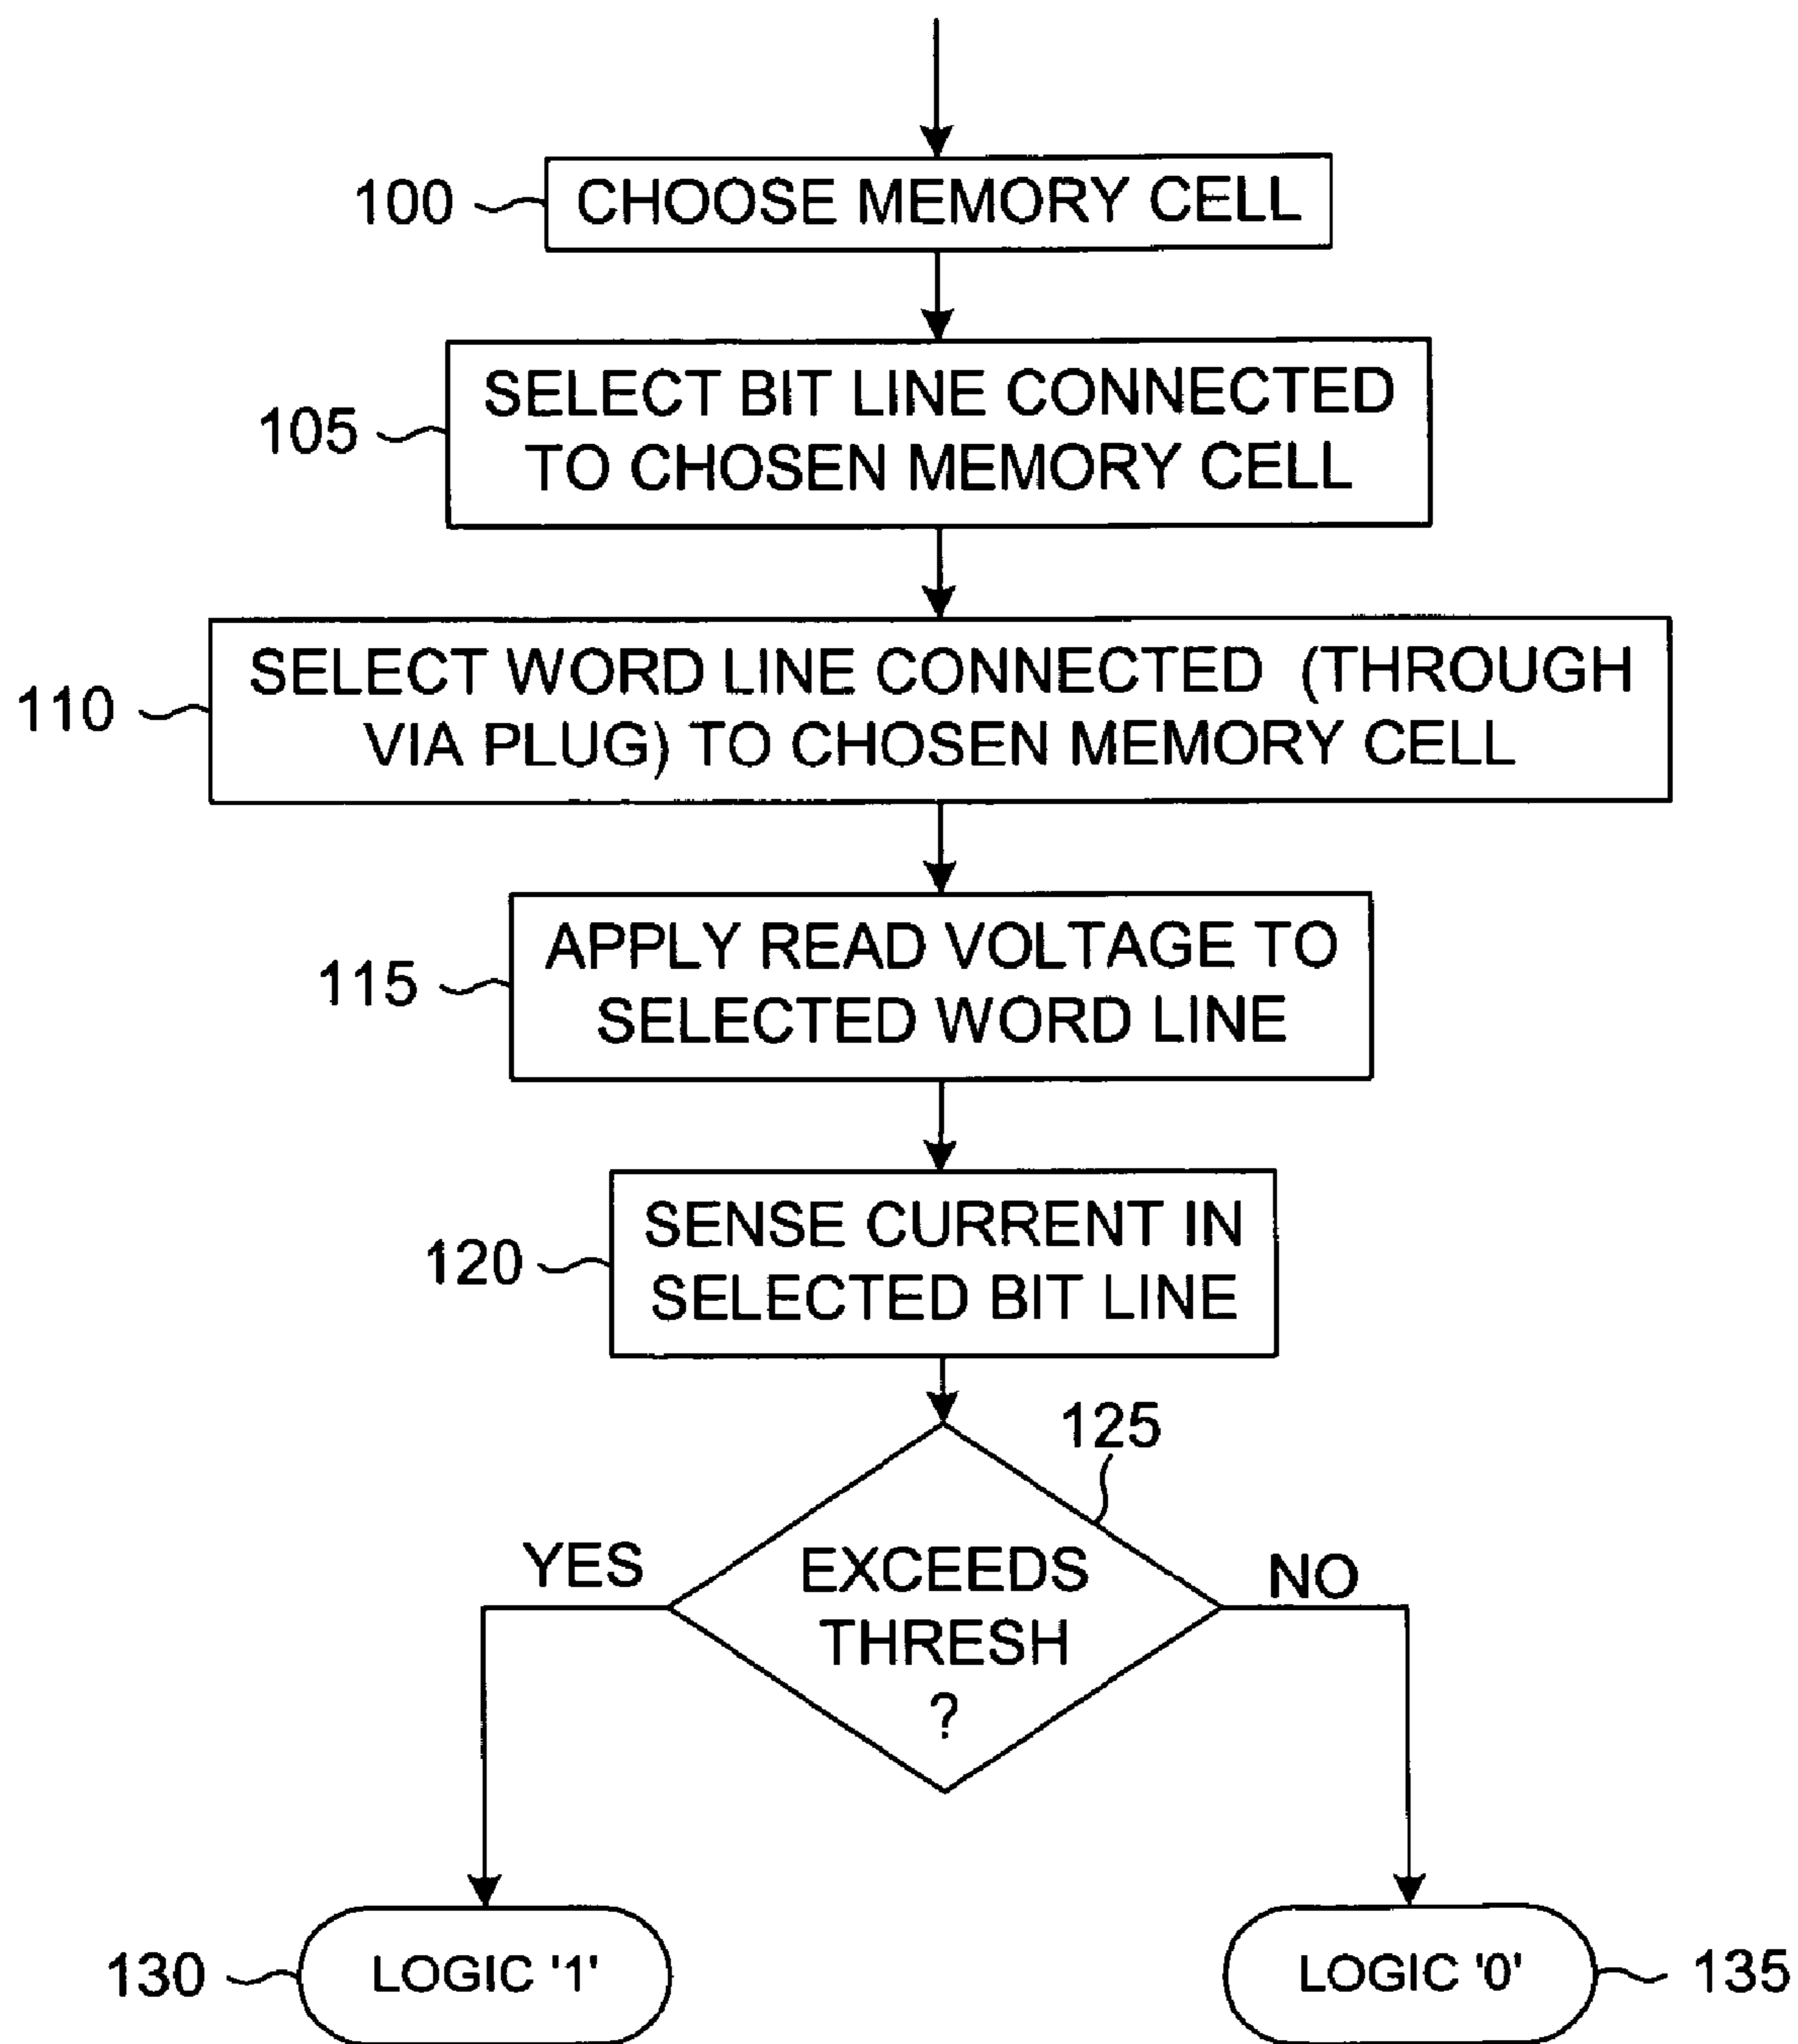 100
CHOOSE MEMORY CELL
105
SELECT BIT LINE CONNECTED
TO CHOSEN MEMORY CELL
110
SELECT WORD LINE CONNECTED (THROUGH
VIA PLUG) TO CHOSEN MEMORY CELL
115
APPLY READ VOLTAGE TO
SELECTED WORD LINE
120
SENSE CURRENT IN
SELECTED BIT LINE
125
YES
EXCEEDS
THRESH
?
NO
130
LOGIC '1'
LOGIC '0'
135